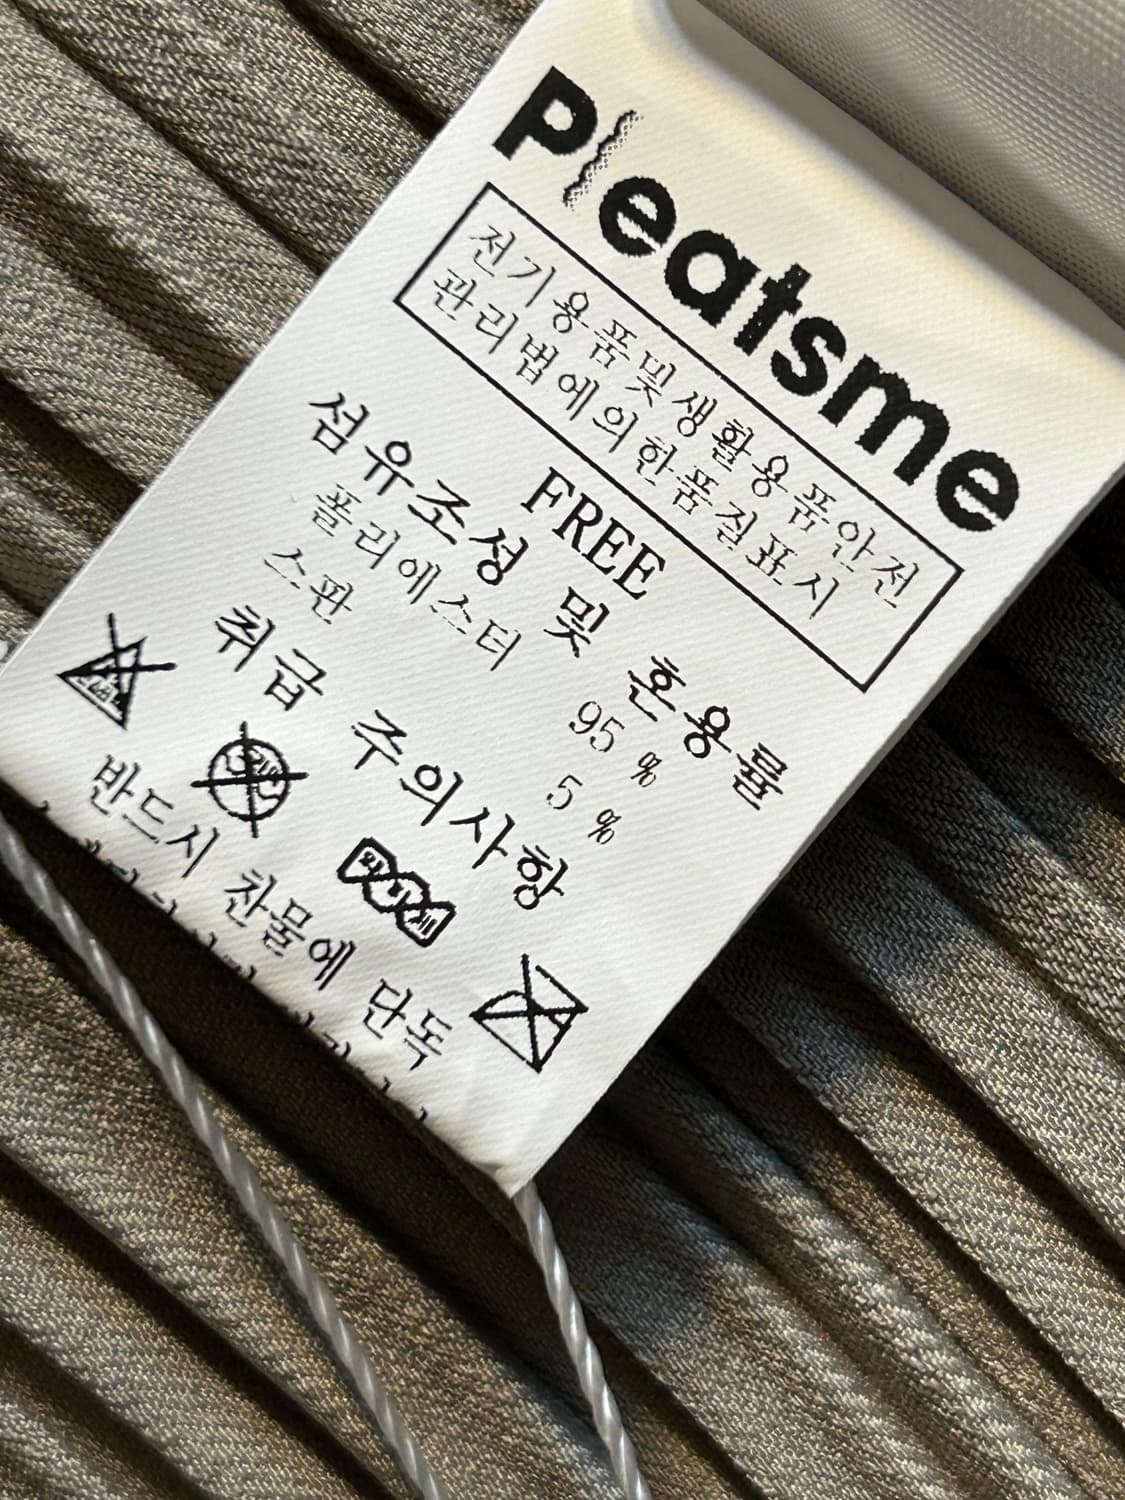 Pleatsme
전기용품및생활용품안전
관리법에의한품질표시
FREE
섬유조성 및 혼용률
폴리에스터 95 %
스판 5 %
취급 주의사항
반드시 찬물에 단독